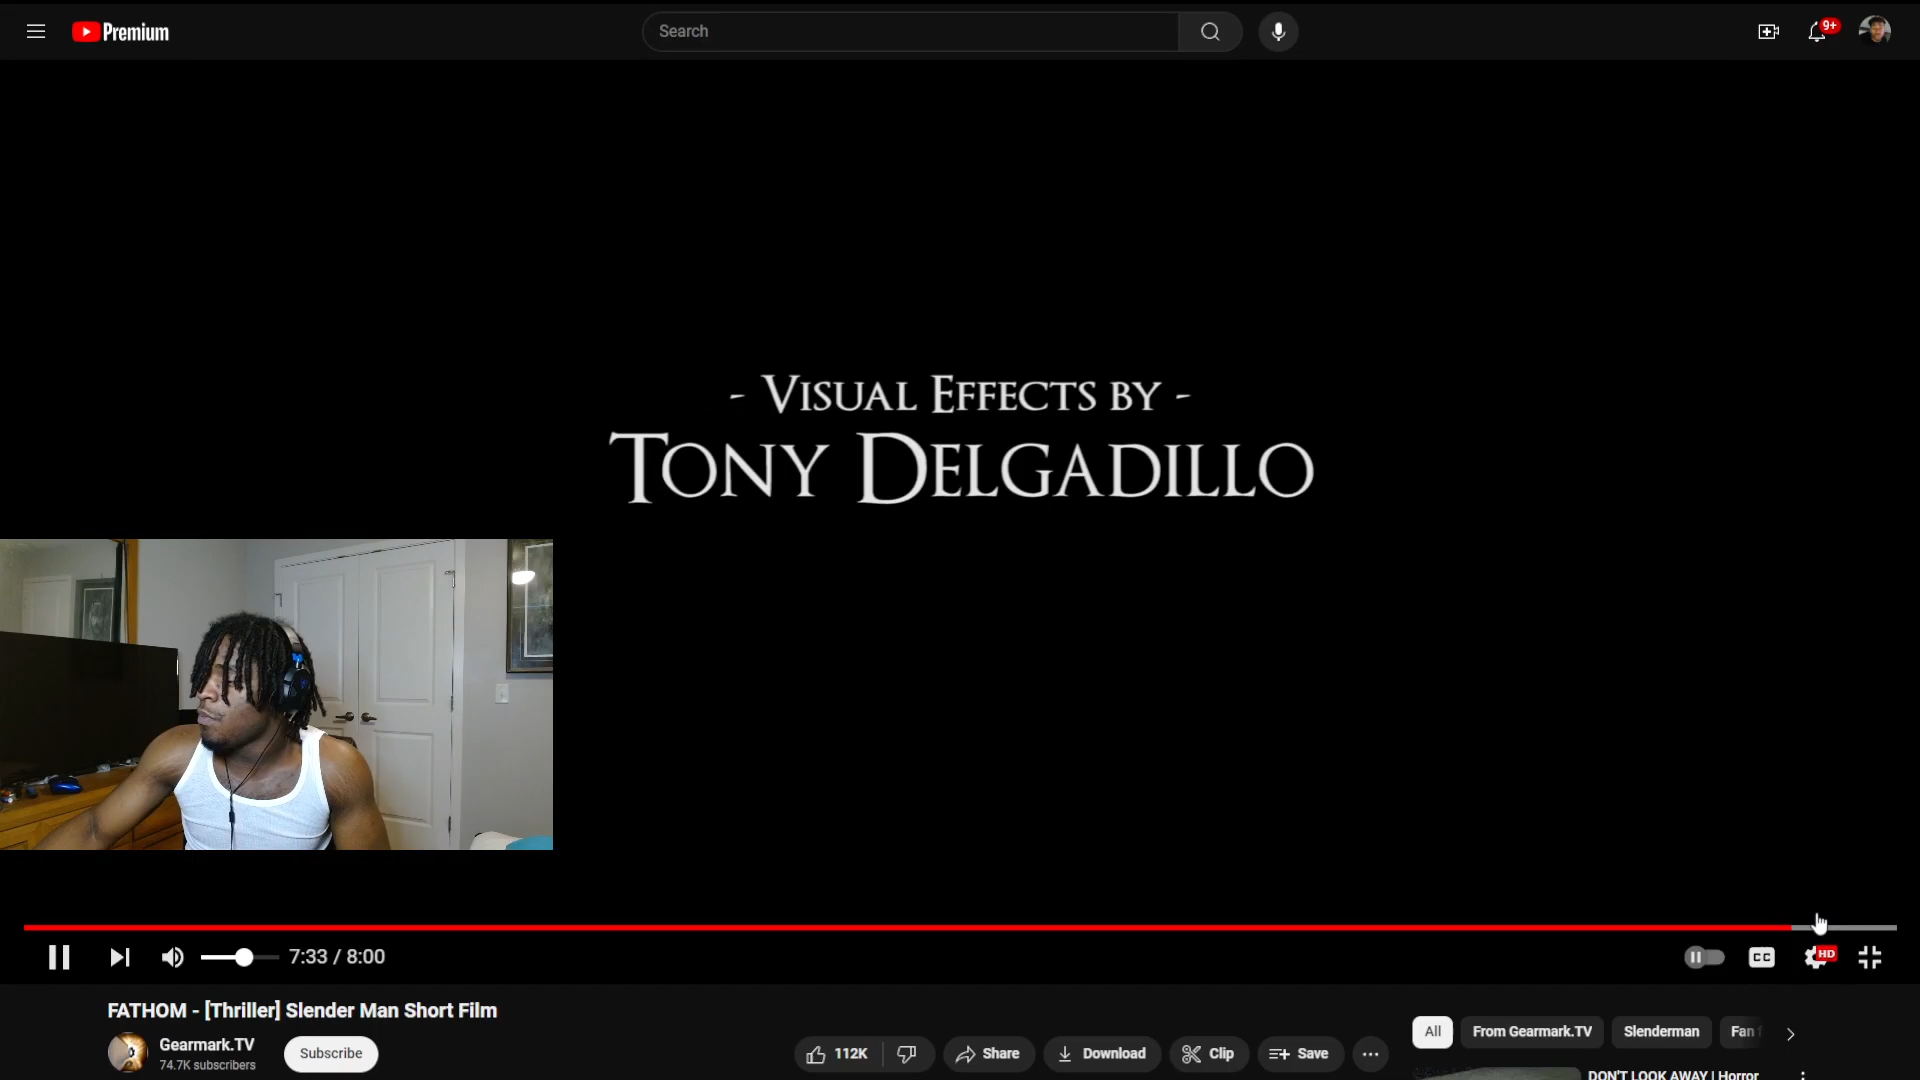 Premium
Search
9+
- VISUAL EFFECTS BY -
TONY DELGADILLO
7:33 / 8:00
CC
HD
FATHOM - [Thriller] Slender Man Short Film
Gearmark.TV
74.7K subscribers
Subscribe
112K
Share
Download
Clip
Save
All
From Gearmark.TV
Slenderman
Fan
DON'T LOOK AWAY | Horror